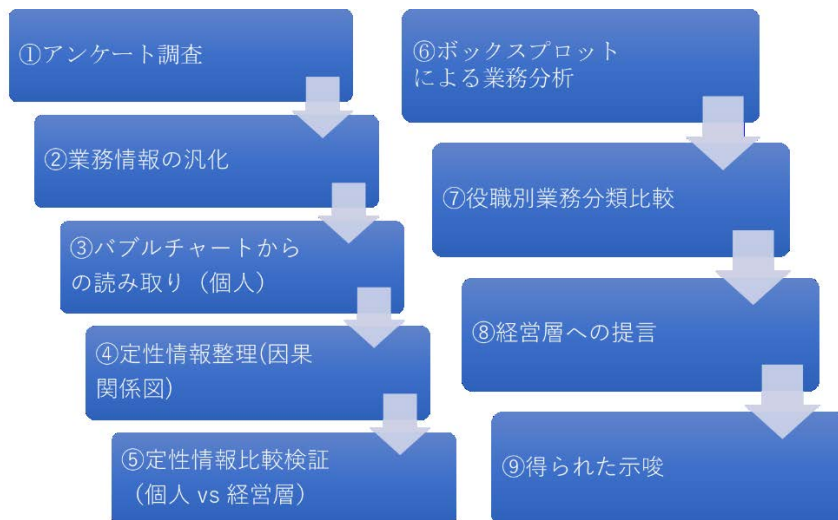 ①アンケート調査
②業務情報の汎化
③バブルチャートから
の読み取り（個人）
④定性情報整理(因果
関係図)
⑤定性情報比較検証
（個人 vs 経営層）
⑥ボックスプロット
による業務分析
⑦役職別業務分類比較
⑧経営層への提言
⑨得られた示唆